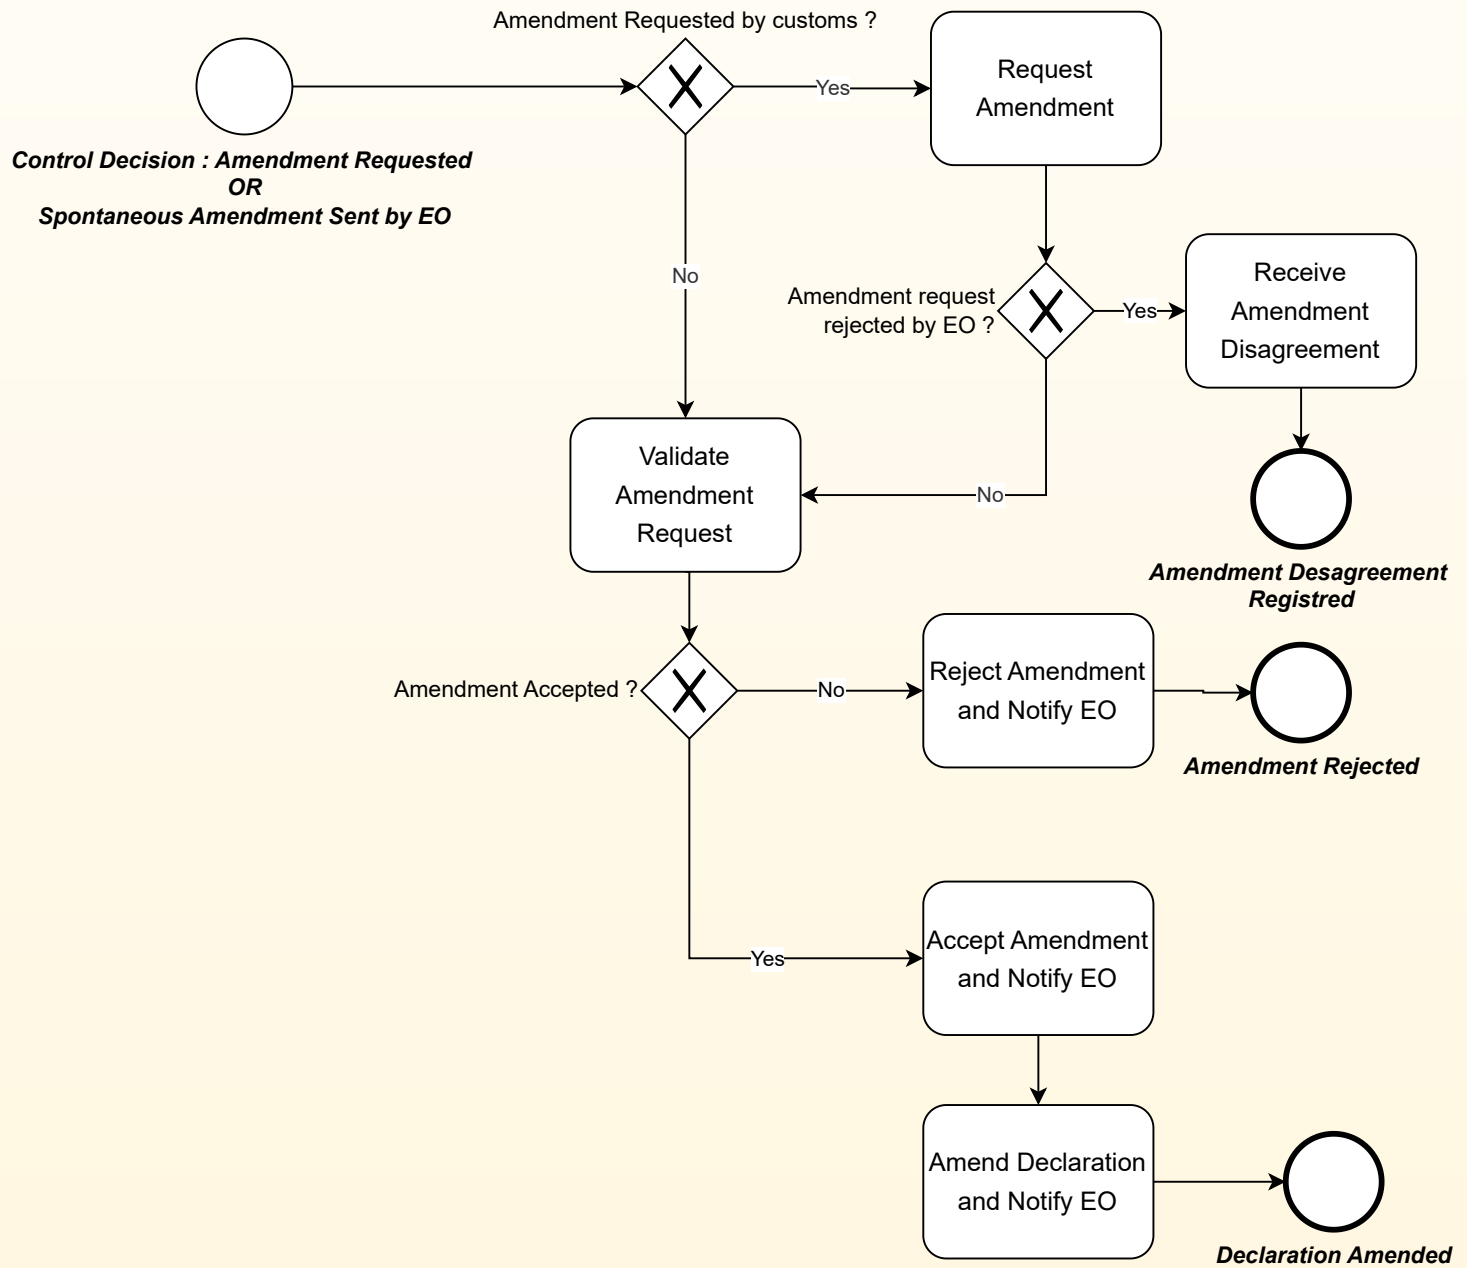 Amendment Requested by customs ?
Request
Amendment
Yes
Control Decision : Amendment Requested
OR
Spontaneous Amendment Sent by EO
No
Amendment request
rejected by EO ?
Yes
Receive
Amendment
Disagreement
Validate
Amendment
Request
No
Amendment Desagreement
Registred
Amendment Accepted ?
No
Reject Amendment
and Notify EO
Amendment Rejected
Yes
Accept Amendment
and Notify EO
Amend Declaration
and Notify EO
Declaration Amended